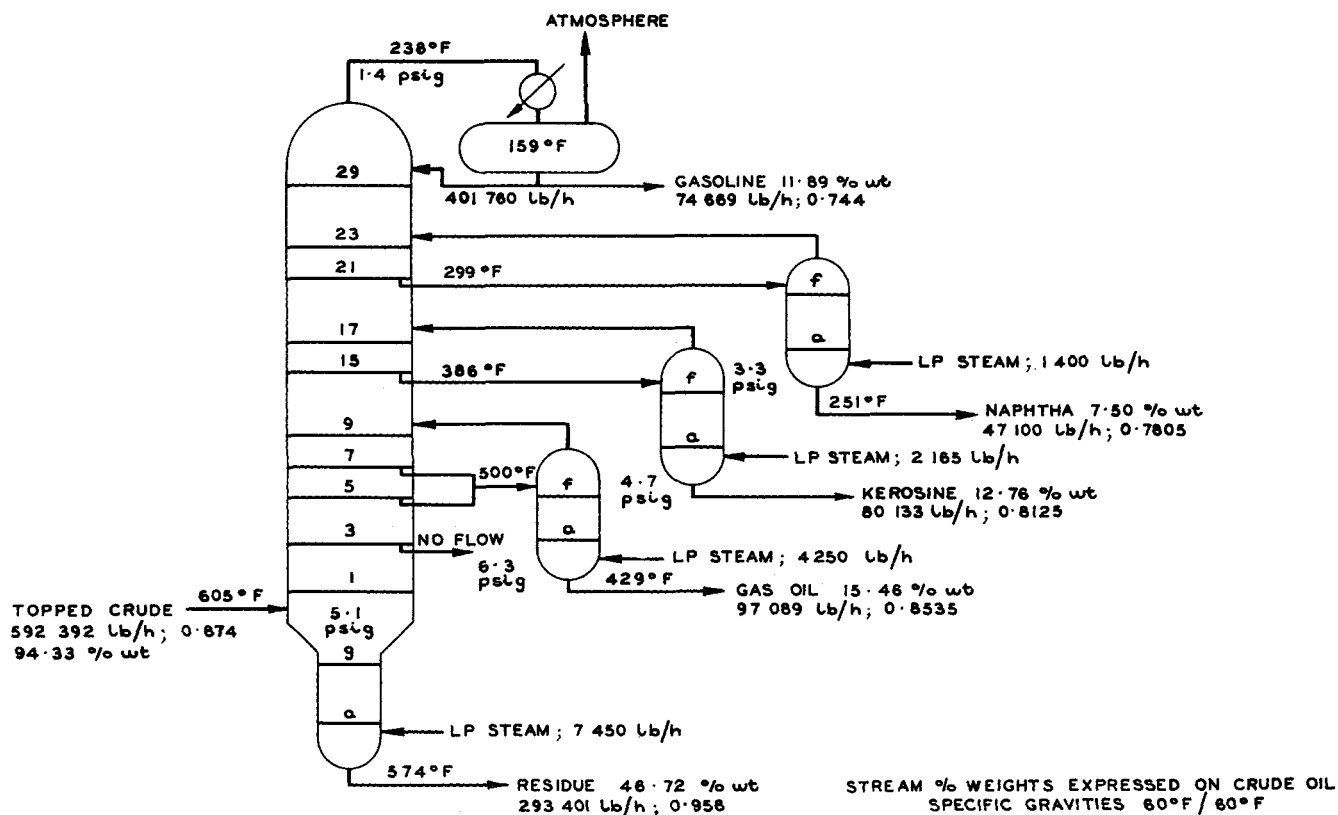 ATMOSPHERE
238°F
1·4 psig
159°F
29
401 760 lb/h
GASOLINE 11·89 % wt
74 669 lb/h; 0·744
23
21
299°F
f
a
17
15
386°F
f
3·3
psig
LP STEAM; 1 400 lb/h
251°F
NAPHTHA 7·50 % wt
47 100 lb/h; 0·7805
9
a
7
500°F
f
4·7
psig
LP STEAM; 2 165 lb/h
5
KEROSINE 12·76 % wt
80 133 lb/h; 0·8125
a
3
NO FLOW
6·3
psig
LP STEAM; 4250 lb/h
1
429°F
GAS OIL 15·46 % wt
97 089 lb/h; 0·8535
605°F
TOPPED CRUDE
592 392 lb/h; 0·874
94·33 % wt
5·1
psig
g
a
LP STEAM; 7 450 lb/h
574°F
RESIDUE 46·72 % wt
293 401 lb/h; 0·956
STREAM % WEIGHTS EXPRESSED ON CRUDE OIL
SPECIFIC GRAVITIES 60°F / 60°F